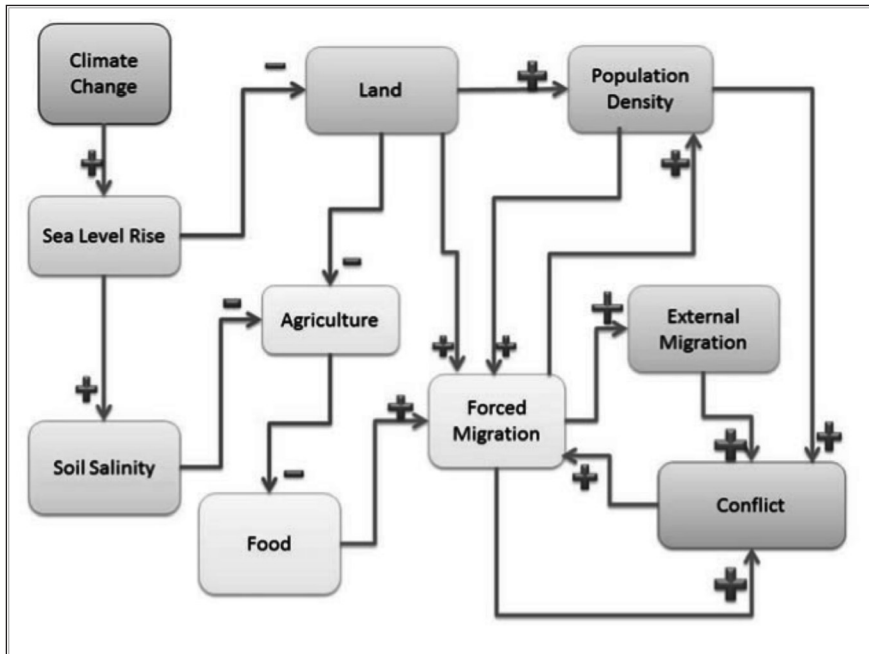 Climate
Change
Land
Population
Density
Sea Level Rise
Agriculture
External
Migration
Forced
Migration
Soil Salinity
Food
Conflict